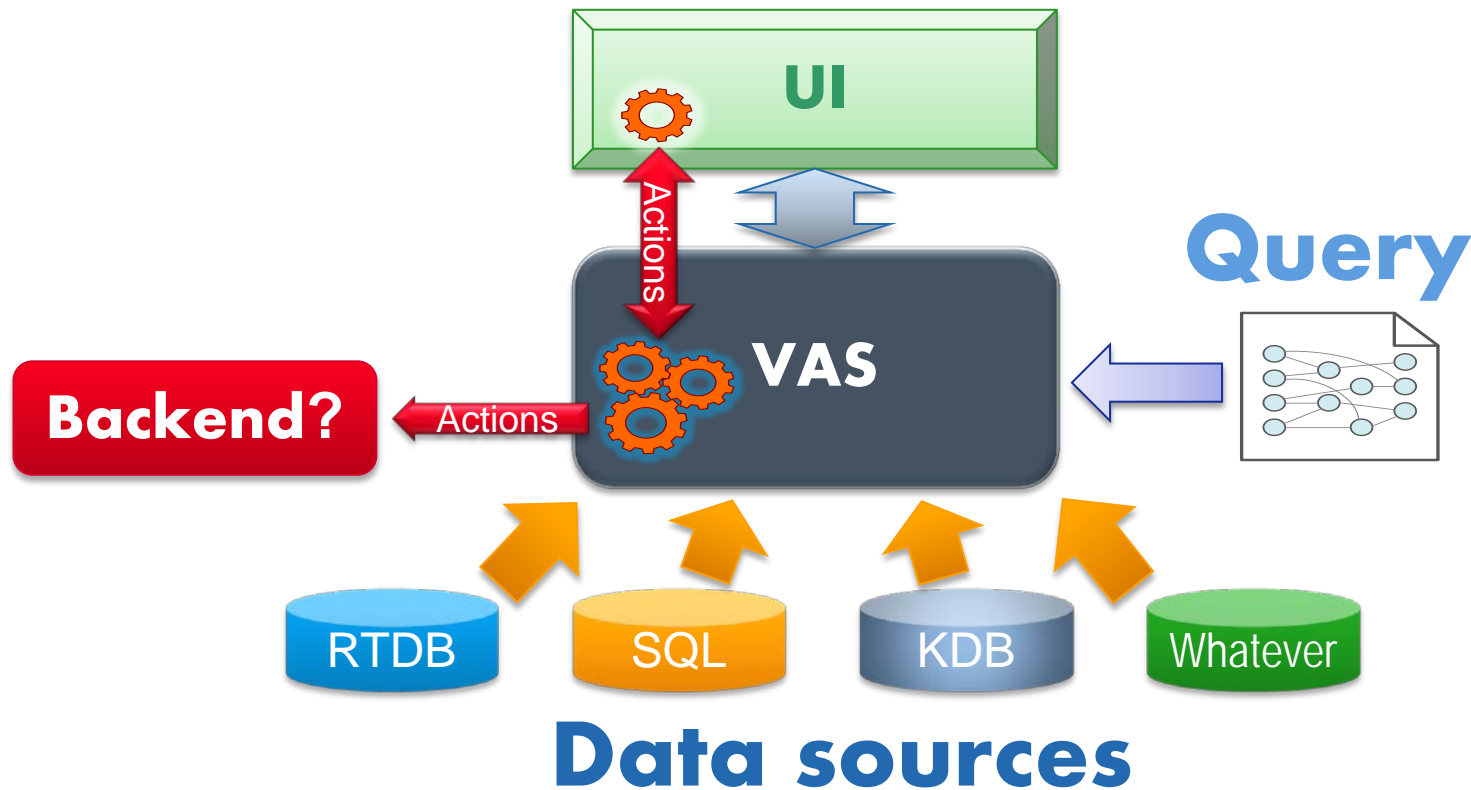 UI
Actions
Query
VAS
Backend?
Actions
RTDB
SQL
KDB
Whatever
Data sources